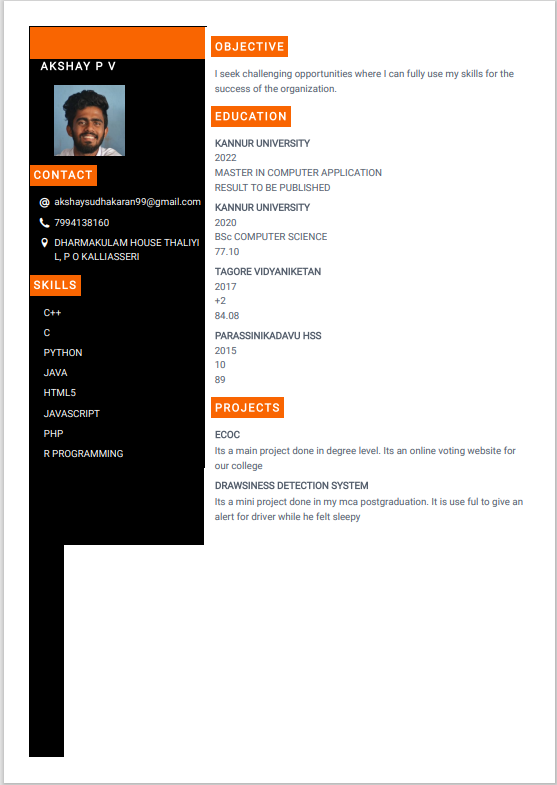 AKSHAY P V
CONTACT
akshaysudhakaran99@gmail.com
7994138160
DHARMAKULAM HOUSE THALIYI
L, P O KALLIASSERI
SKILLS
C++
C
PYTHON
JAVA
HTML5
JAVASCRIPT
PHP
R PROGRAMMING
OBJECTIVE
I seek challenging opportunities where I can fully use my skills for the
success of the organization.
EDUCATION
KANNUR UNIVERSITY
2022
MASTER IN COMPUTER APPLICATION
RESULT TO BE PUBLISHED
KANNUR UNIVERSITY
2020
BSc COMPUTER SCIENCE
77.10
TAGORE VIDYANIKETAN
2017
+2
84.08
PARASSINIKADAVU HSS
2015
10
89
PROJECTS
ECOC
Its a main project done in degree level. Its an online voting website for
our college
DRAWSINESS DETECTION SYSTEM
Its a mini project done in my mca postgraduation. It is use ful to give an
alert for driver while he felt sleepy